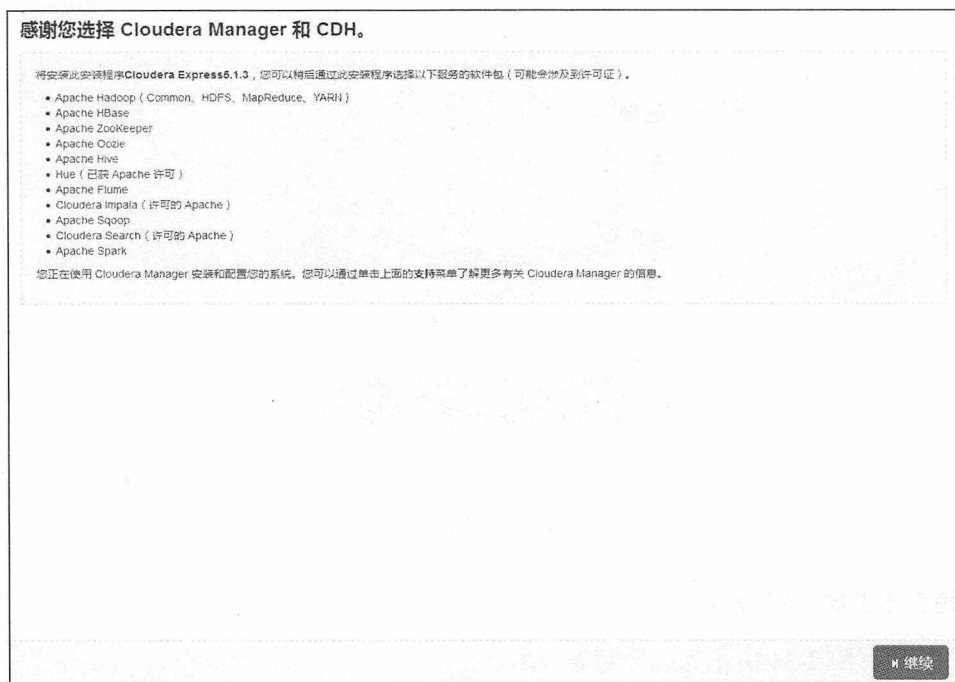 感谢您选择 Cloudera Manager 和 CDH。
将安装此安装程序Cloudera Express5.1.3，您可以稍后通过此安装程序选择以下服务的软件包（可能会涉及到许可证）。
• Apache Hadoop（Common、HDFS、MapReduce、YARN）
• Apache HBase
• Apache ZooKeeper
• Apache Oozie
• Apache Hive
• Hue（已获 Apache 许可）
• Apache Flume
• Cloudera Impala（许可的 Apache）
• Apache Sqoop
• Cloudera Search（许可的 Apache）
• Apache Spark
您正在使用 Cloudera Manager 安装和配置您的系统。您可以通过单击上面的支持菜单了解更多有关 Cloudera Manager 的信息。
继续